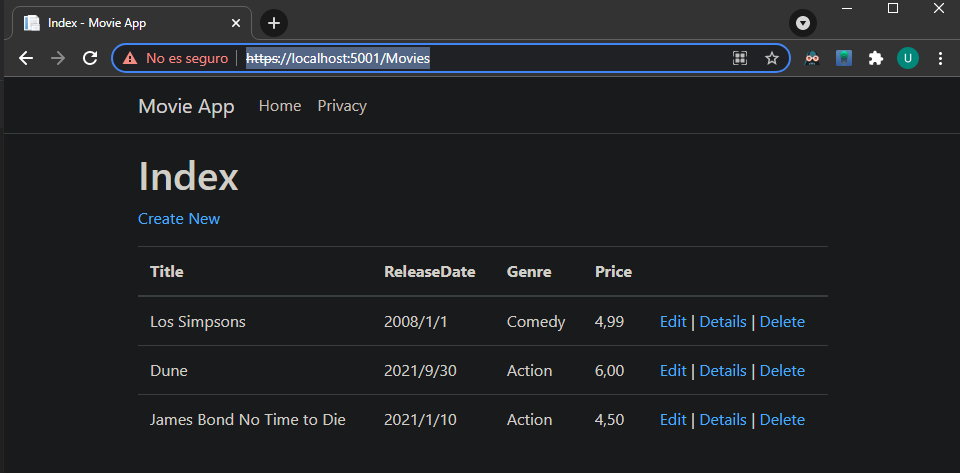 Index - Movie App
No es seguro https://localhost:5001/Movies U
Movie App Home Privacy
Index
Create New
Title ReleaseDate Genre Price
Los Simpsons 2008/1/1 Comedy 4,99 Edit | Details | Delete
Dune 2021/9/30 Action 6,00 Edit | Details | Delete
James Bond No Time to Die 2021/1/10 Action 4,50 Edit | Details | Delete